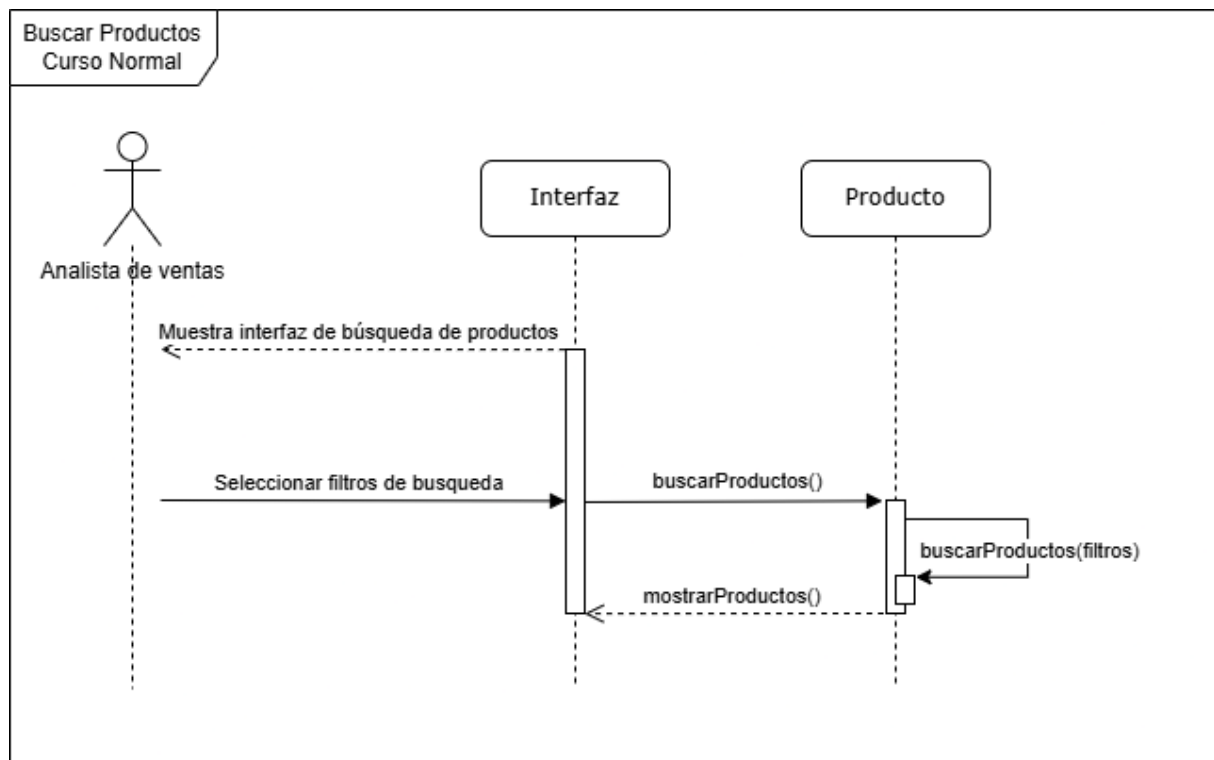 Buscar Productos
Curso Normal
Interfaz
Producto
Analista de ventas
Muestra interfaz de búsqueda de productos
Seleccionar filtros de busqueda
buscarProductos()
buscarProductos(filtros)
mostrarProductos()